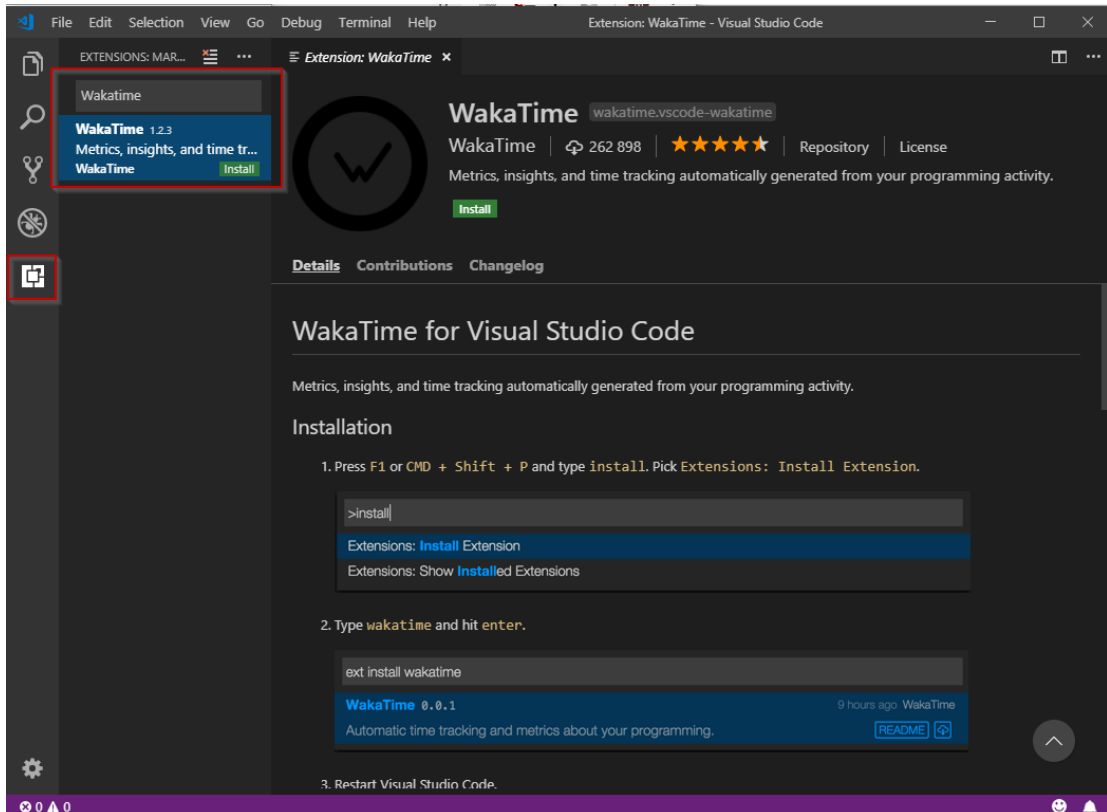 File Edit Selection View Go Debug Terminal Help
Extension: WakaTime - Visual Studio Code
EXTENSIONS: MAR...
Extension: WakaTime
Wakatime
WakaTime 1.2.3
Metrics, insights, and time tr...
WakaTime Install
WakaTime wakatime.vscode-wakatime
WakaTime 262 898 Repository License
Metrics, insights, and time tracking automatically generated from your programming activity.
Install
Details Contributions Changelog
WakaTime for Visual Studio Code
Metrics, insights, and time tracking automatically generated from your programming activity.
Installation
1. Press F1 or CMD + Shift + P and type install. Pick Extensions: Install Extension.
>install
Extensions: Install Extension
Extensions: Show Installed Extensions
2. Type wakatime and hit enter.
ext install wakatime
WakaTime 0.0.1 9 hours ago WakaTime
Automatic time tracking and metrics about your programming. README
3. Restart Visual Studio Code.
0 0